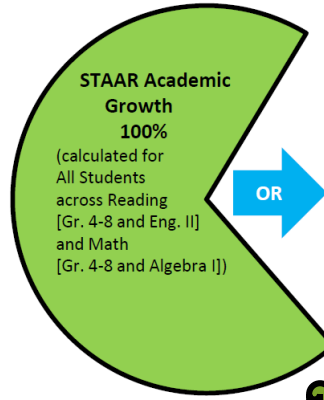 STAAR Academic
Growth
100%
(calculated for
All Students
across Reading
[Gr. 4-8 and Eng. II]
and Math
[Gr. 4-8 and Algebra I])
OR